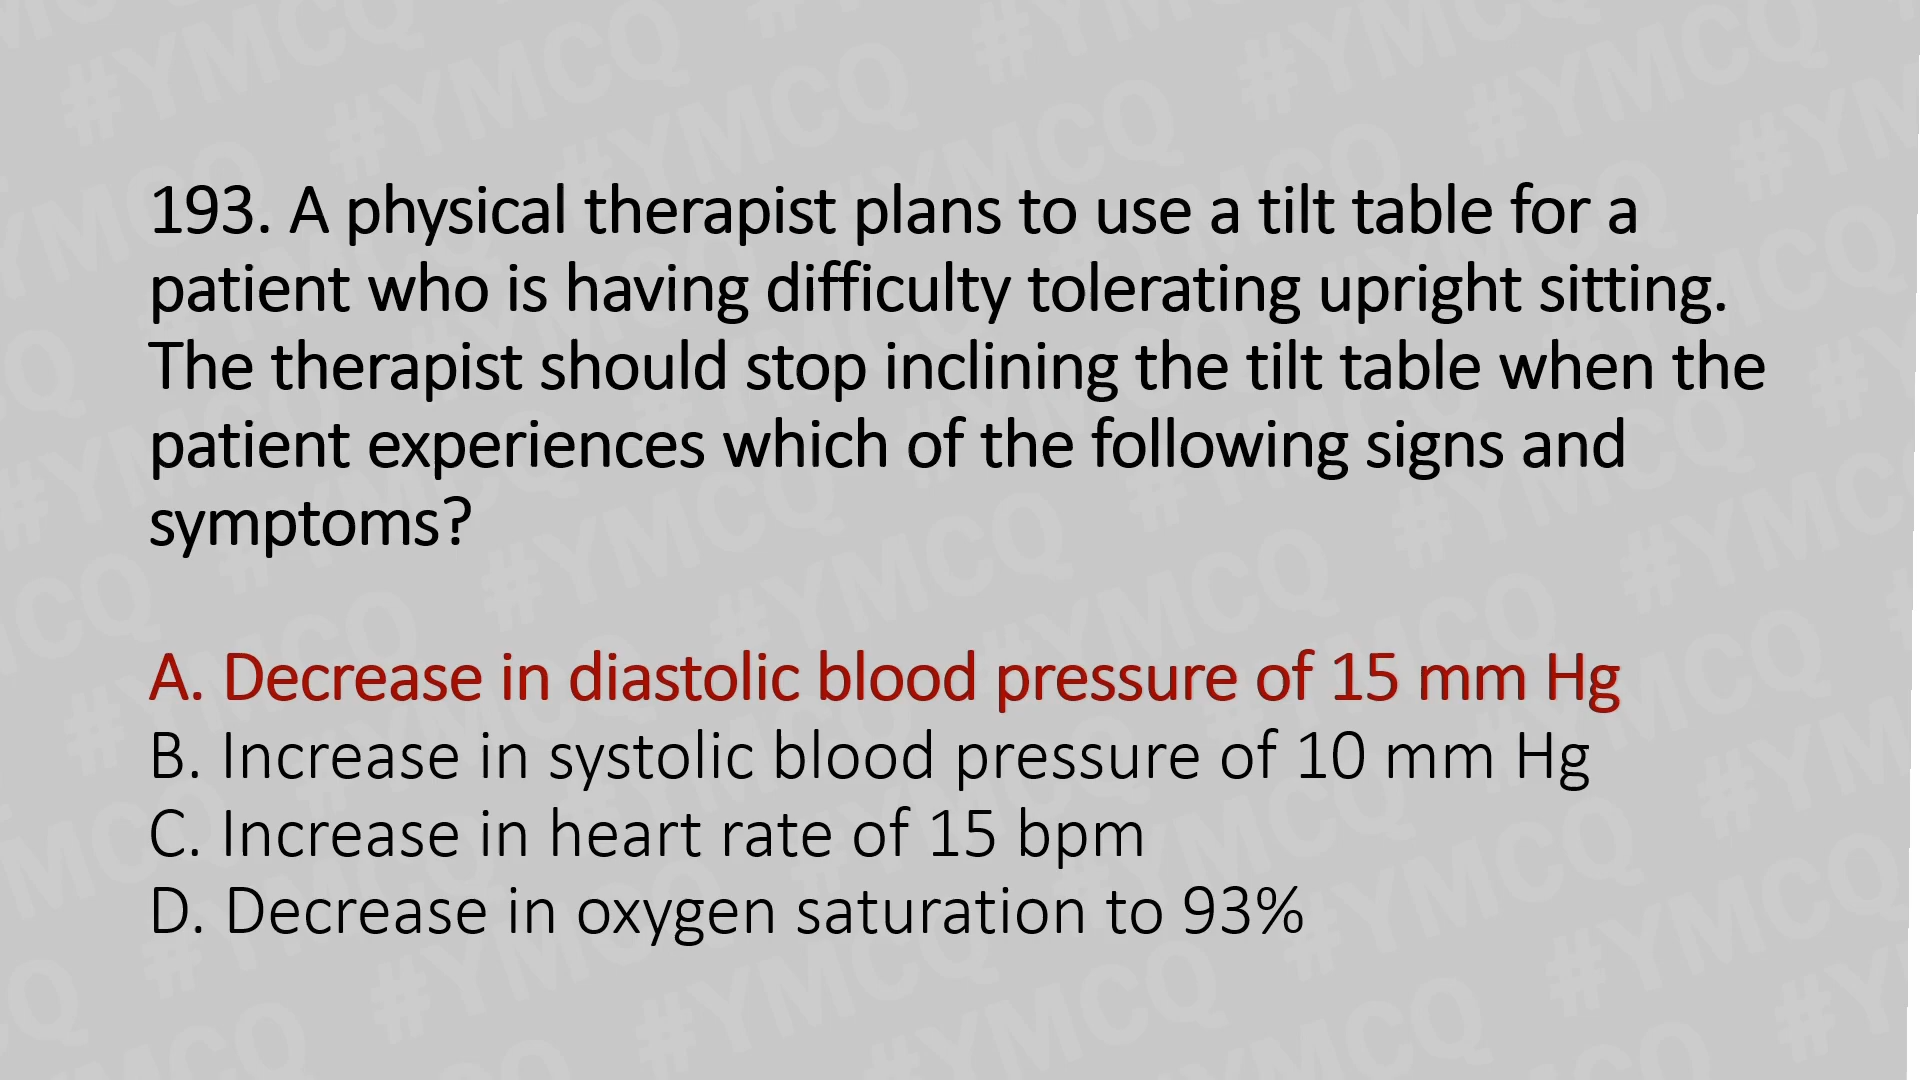 193. A physical therapist plans to use a tilt table for a
patient who is having difficulty tolerating upright sitting.
The therapist should stop inclining the tilt table when the
patient experiences which of the following signs and
symptoms?
A. Decrease in diastolic blood pressure of 15 mm Hg
B. Increase in systolic blood pressure of 10 mm Hg
C. Increase in heart rate of 15 bpm
D. Decrease in oxygen saturation to 93%
#YMCQ